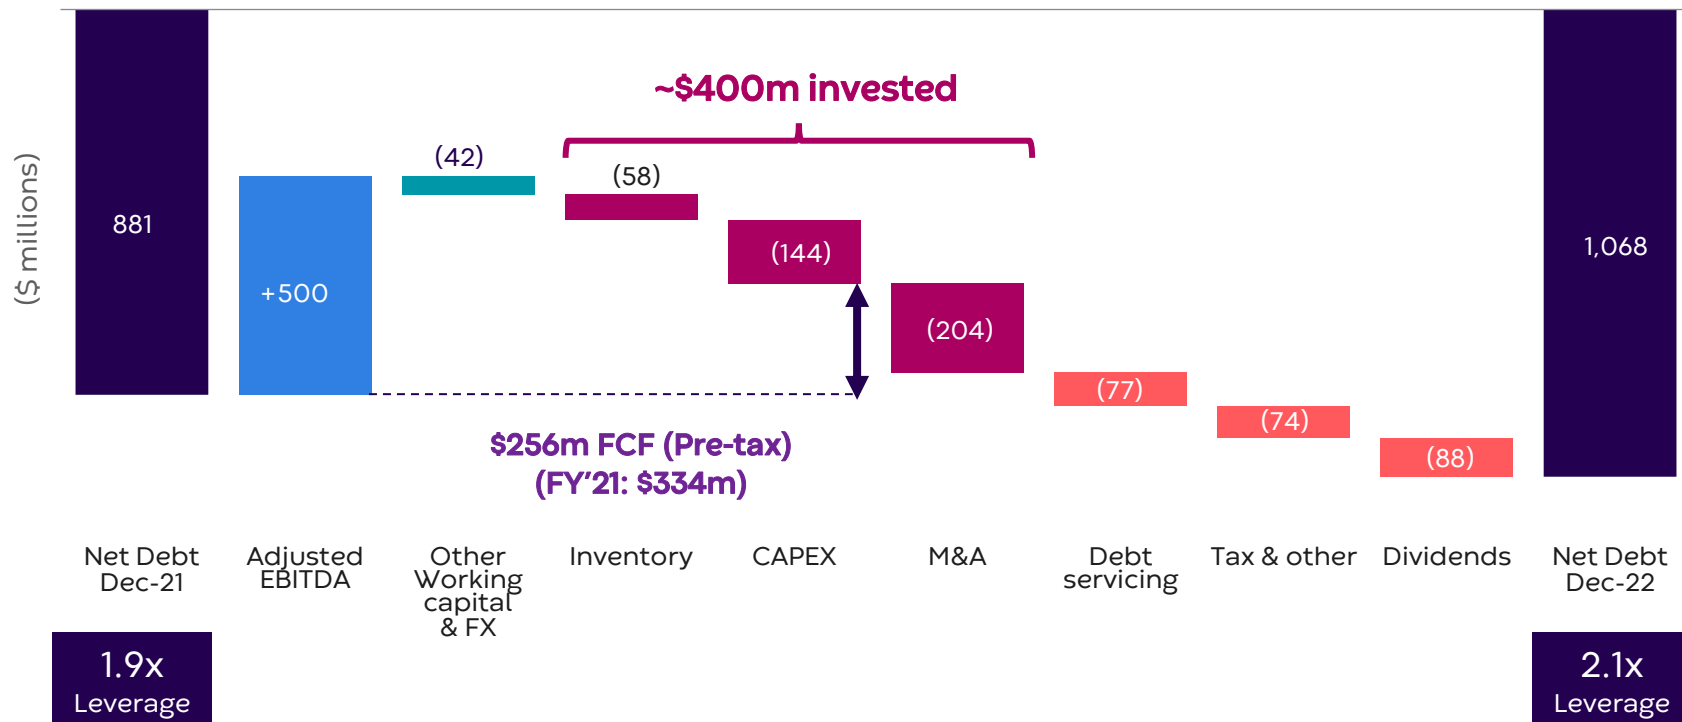 ~$400m invested
($ millions)
881
+500
(42)
(58)
(144)
(204)
(77)
(74)
(88)
1,068
$256m FCF (Pre-tax)
(FY’21: $334m)
Net Debt
Dec-21
Adjusted
EBITDA
Other
Working
capital
& FX
Inventory
CAPEX
M&A
Debt
servicing
Tax & other
Dividends
Net Debt
Dec-22
1.9x
Leverage
2.1x
Leverage